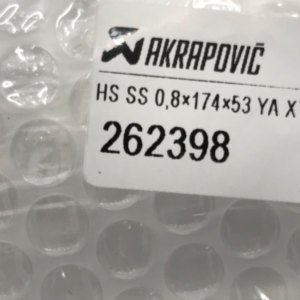 AKRAPOVIČ
HS SS 0,8×174×53 YA X
262398